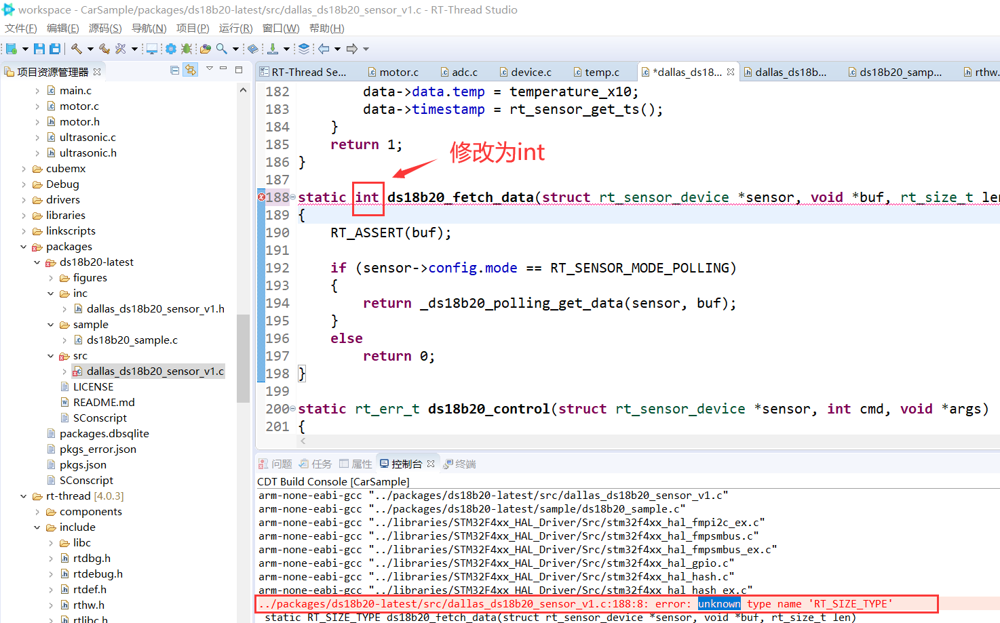 workspace - CarSample/packages/ds18b20-latest/src/dallas_ds18b20_sensor_v1.c - RT-Thread Studio
文件(F) 编辑(E) 源码(S) 导航(N) 项目(P) 运行(R) 窗口(W) 帮助(H)
项目资源管理器
main.c
motor.c
motor.h
ultrasonic.c
ultrasonic.h
cubemx
Debug
drivers
libraries
linkscripts
packages
ds18b20-latest
figures
inc
dallas_ds18b20_sensor_v1.h
sample
ds18b20_sample.c
src
dallas_ds18b20_sensor_v1.c
LICENSE
README.md
SConscript
packages.dbsqlite
pkgs_error.json
pkgs.json
SConscript
rt-thread [4.0.3]
components
include
libc
rtdbg.h
rtdebug.h
rtdef.h
rthw.h
rtlibc.h
RT-Thread Se... motor.c adc.c device.c temp.c *dallas_ds18... dallas_ds18b... ds18b20_samp... rthw.
182 data->data.temp = temperature_x10;
183 data->timestamp = rt_sensor_get_ts();
184 }
185 return 1;
186 }
修改为int
187
188 static int ds18b20_fetch_data(struct rt_sensor_device *sensor, void *buf, rt_size_t len
189 {
190 RT_ASSERT(buf);
191
192 if (sensor->config.mode == RT_SENSOR_MODE_POLLING)
193 {
194 return _ds18b20_polling_get_data(sensor, buf);
195 }
196 else
197 return 0;
198 }
199
200 static rt_err_t ds18b20_control(struct rt_sensor_device *sensor, int cmd, void *args)
201 {
问题 任务 属性 控制台 终端
CDT Build Console [CarSample]
arm-none-eabi-gcc "../packages/ds18b20-latest/src/dallas_ds18b20_sensor_v1.c"
arm-none-eabi-gcc "../packages/ds18b20-latest/sample/ds18b20_sample.c"
arm-none-eabi-gcc "../libraries/STM32F4xx_HAL_Driver/Src/stm32f4xx_hal_fmpi2c_ex.c"
arm-none-eabi-gcc "../libraries/STM32F4xx_HAL_Driver/Src/stm32f4xx_hal_fmpsmbus.c"
arm-none-eabi-gcc "../libraries/STM32F4xx_HAL_Driver/Src/stm32f4xx_hal_fmpsmbus_ex.c"
arm-none-eabi-gcc "../libraries/STM32F4xx_HAL_Driver/Src/stm32f4xx_hal_gpio.c"
arm-none-eabi-gcc "../libraries/STM32F4xx_HAL_Driver/Src/stm32f4xx_hal_hash.c"
arm-none-eabi-gcc "../libraries/STM32F4xx_HAL_Driver/Src/stm32f4xx_hal_hash_ex.c"
../packages/ds18b20-latest/src/dallas_ds18b20_sensor_v1.c:188:8: error: unknown type name 'RT_SIZE_TYPE'
static RT_SIZE_TYPE ds18b20_fetch_data(struct rt_sensor_device *sensor, void *buf, rt_size_t len)